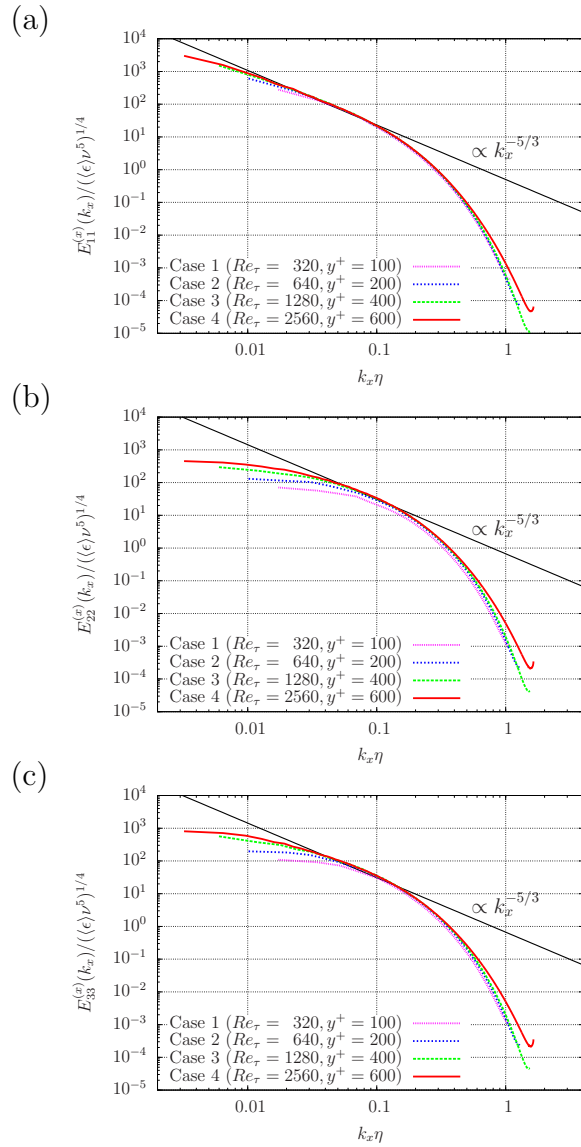 (a)
10^4
10^3
10^2
10^1
10^0
10^-1
10^-2
10^-3
10^-4
10^-5
E_11^(x)(k_x)/(⟨ϵ⟩ν^5)^1/4
∝ k_x^-5/3
Case 1 (Re_τ = 320, y^+ = 100)
Case 2 (Re_τ = 640, y^+ = 200)
Case 3 (Re_τ = 1280, y^+ = 400)
Case 4 (Re_τ = 2560, y^+ = 600)
0.01 0.1 1
k_xη
(b)
10^4
10^3
10^2
10^1
10^0
10^-1
10^-2
10^-3
10^-4
10^-5
E_22^(x)(k_x)/(⟨ϵ⟩ν^5)^1/4
∝ k_x^-5/3
Case 1 (Re_τ = 320, y^+ = 100)
Case 2 (Re_τ = 640, y^+ = 200)
Case 3 (Re_τ = 1280, y^+ = 400)
Case 4 (Re_τ = 2560, y^+ = 600)
0.01 0.1 1
k_xη
(c)
10^4
10^3
10^2
10^1
10^0
10^-1
10^-2
10^-3
10^-4
10^-5
E_33^(x)(k_x)/(⟨ϵ⟩ν^5)^1/4
∝ k_x^-5/3
Case 1 (Re_τ = 320, y^+ = 100)
Case 2 (Re_τ = 640, y^+ = 200)
Case 3 (Re_τ = 1280, y^+ = 400)
Case 4 (Re_τ = 2560, y^+ = 600)
0.01 0.1 1
k_xη